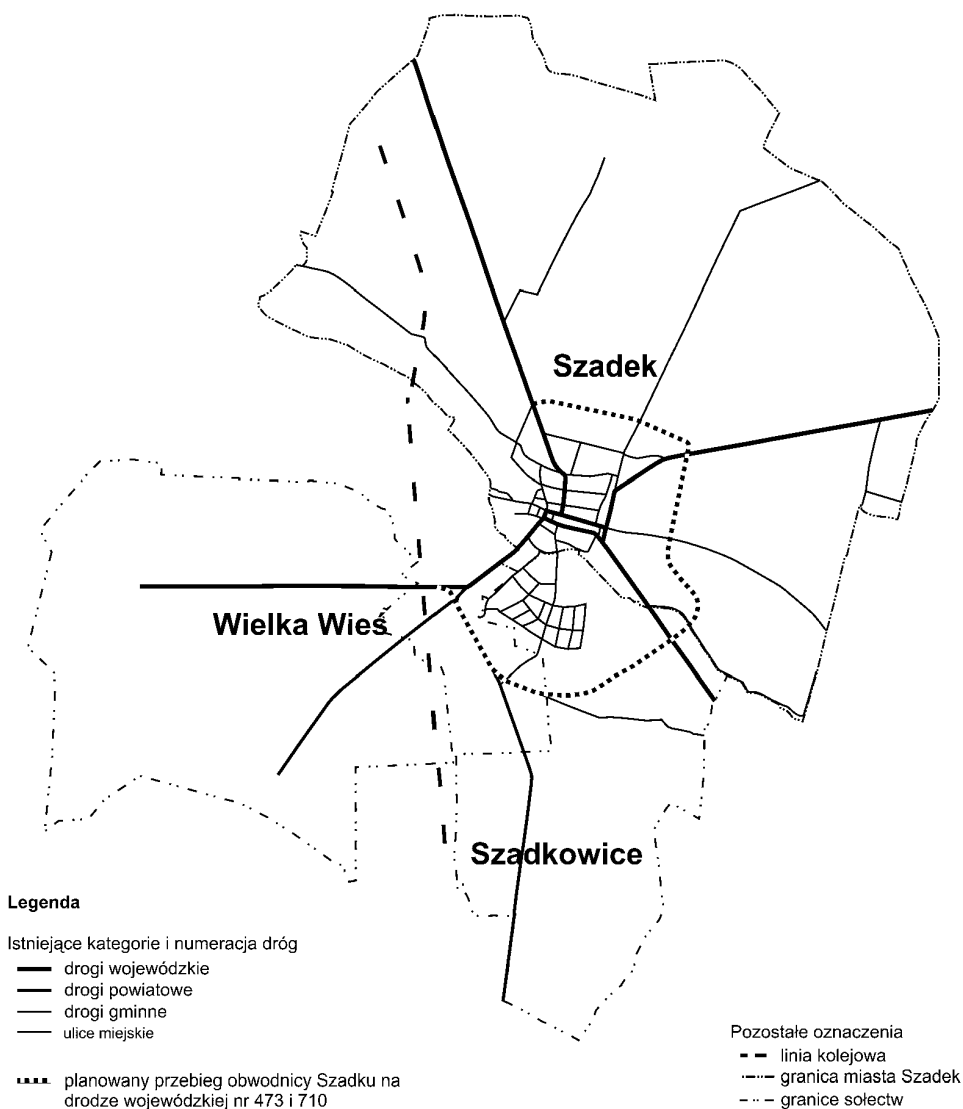 Szadek
Wielka Wieś
Szadkowice
Legenda
Istniejące kategorie i numeracja dróg
drogi wojewódzkie
drogi powiatowe
drogi gminne
ulice miejskie
planowany przebieg obwodnicy Szadku na
drodze wojewódzkiej nr 473 i 710
Pozostałe oznaczenia
linia kolejowa
granica miasta Szadek
granice sołectw